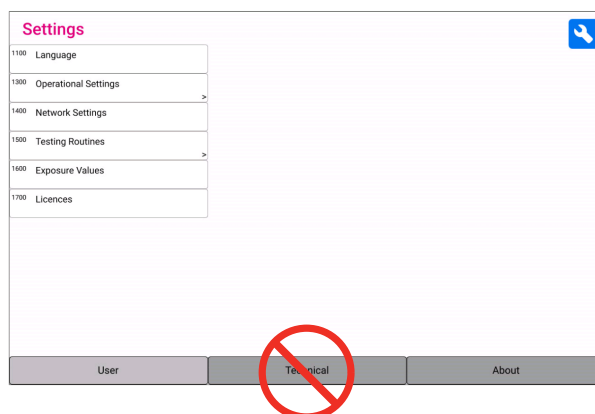 Settings
1100 Language
1300 Operational Settings
>
1400 Network Settings
1500 Testing Routines
>
1600 Exposure Values
1700 Licences
User Technical About